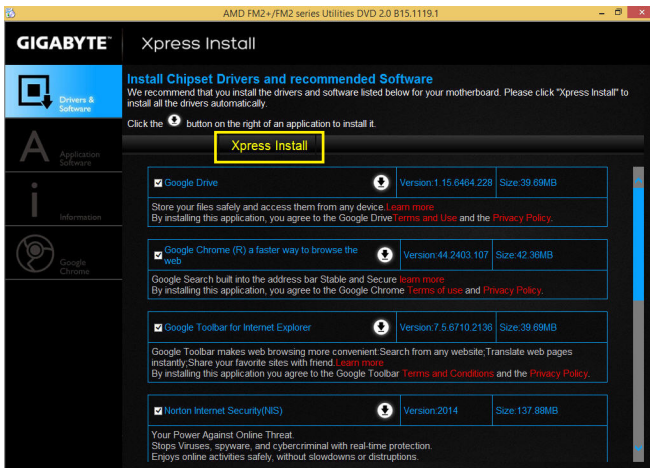 AMD FM2+/FM2 series Utilities DVD 2.0 B15.1119.1
GIGABYTE™
Xpress Install
Drivers &
Software
Application
Software
Information
Google
Chrome
Install Chipset Drivers and recommended Software
We recommend that you install the drivers and software listed below for your motherboard. Please click "Xpress Install" to
install all the drivers automatically.
Click the button on the right of an application to install it.
Xpress Install
Google Drive Version:1.15.6464.228 Size:39.69MB
Store your files safely and access them from any device.Learn more
By installing this application, you agree to the Google DriveTerms and Use and the Privacy Policy.
Google Chrome (R) a faster way to browse the
web Version:44.2403.107 Size:42.36MB
Google Search built into the address bar Stable and Secure learn more
By installing this application, you agree to the Google Chrome Terms of use and Privacy Policy.
Google Toolbar for Internet Explorer Version:7.5.6710.2136 Size:39.69MB
Google Toolbar makes web browsing more convenient:Search from any website;Translate web pages
instantly;Share your favorite sites with friend.Learn more
By installing this application you agree to the Google Toolbar Terms and Conditions and the Privacy Policy.
Norton Internet Security(NIS) Version:2014 Size:137.88MB
Your Power Against Online Threat.
Stops Viruses, spyware, and cybercriminal with real-time protection.
Enjoys online activities safely, without slowdowns or distruptions.